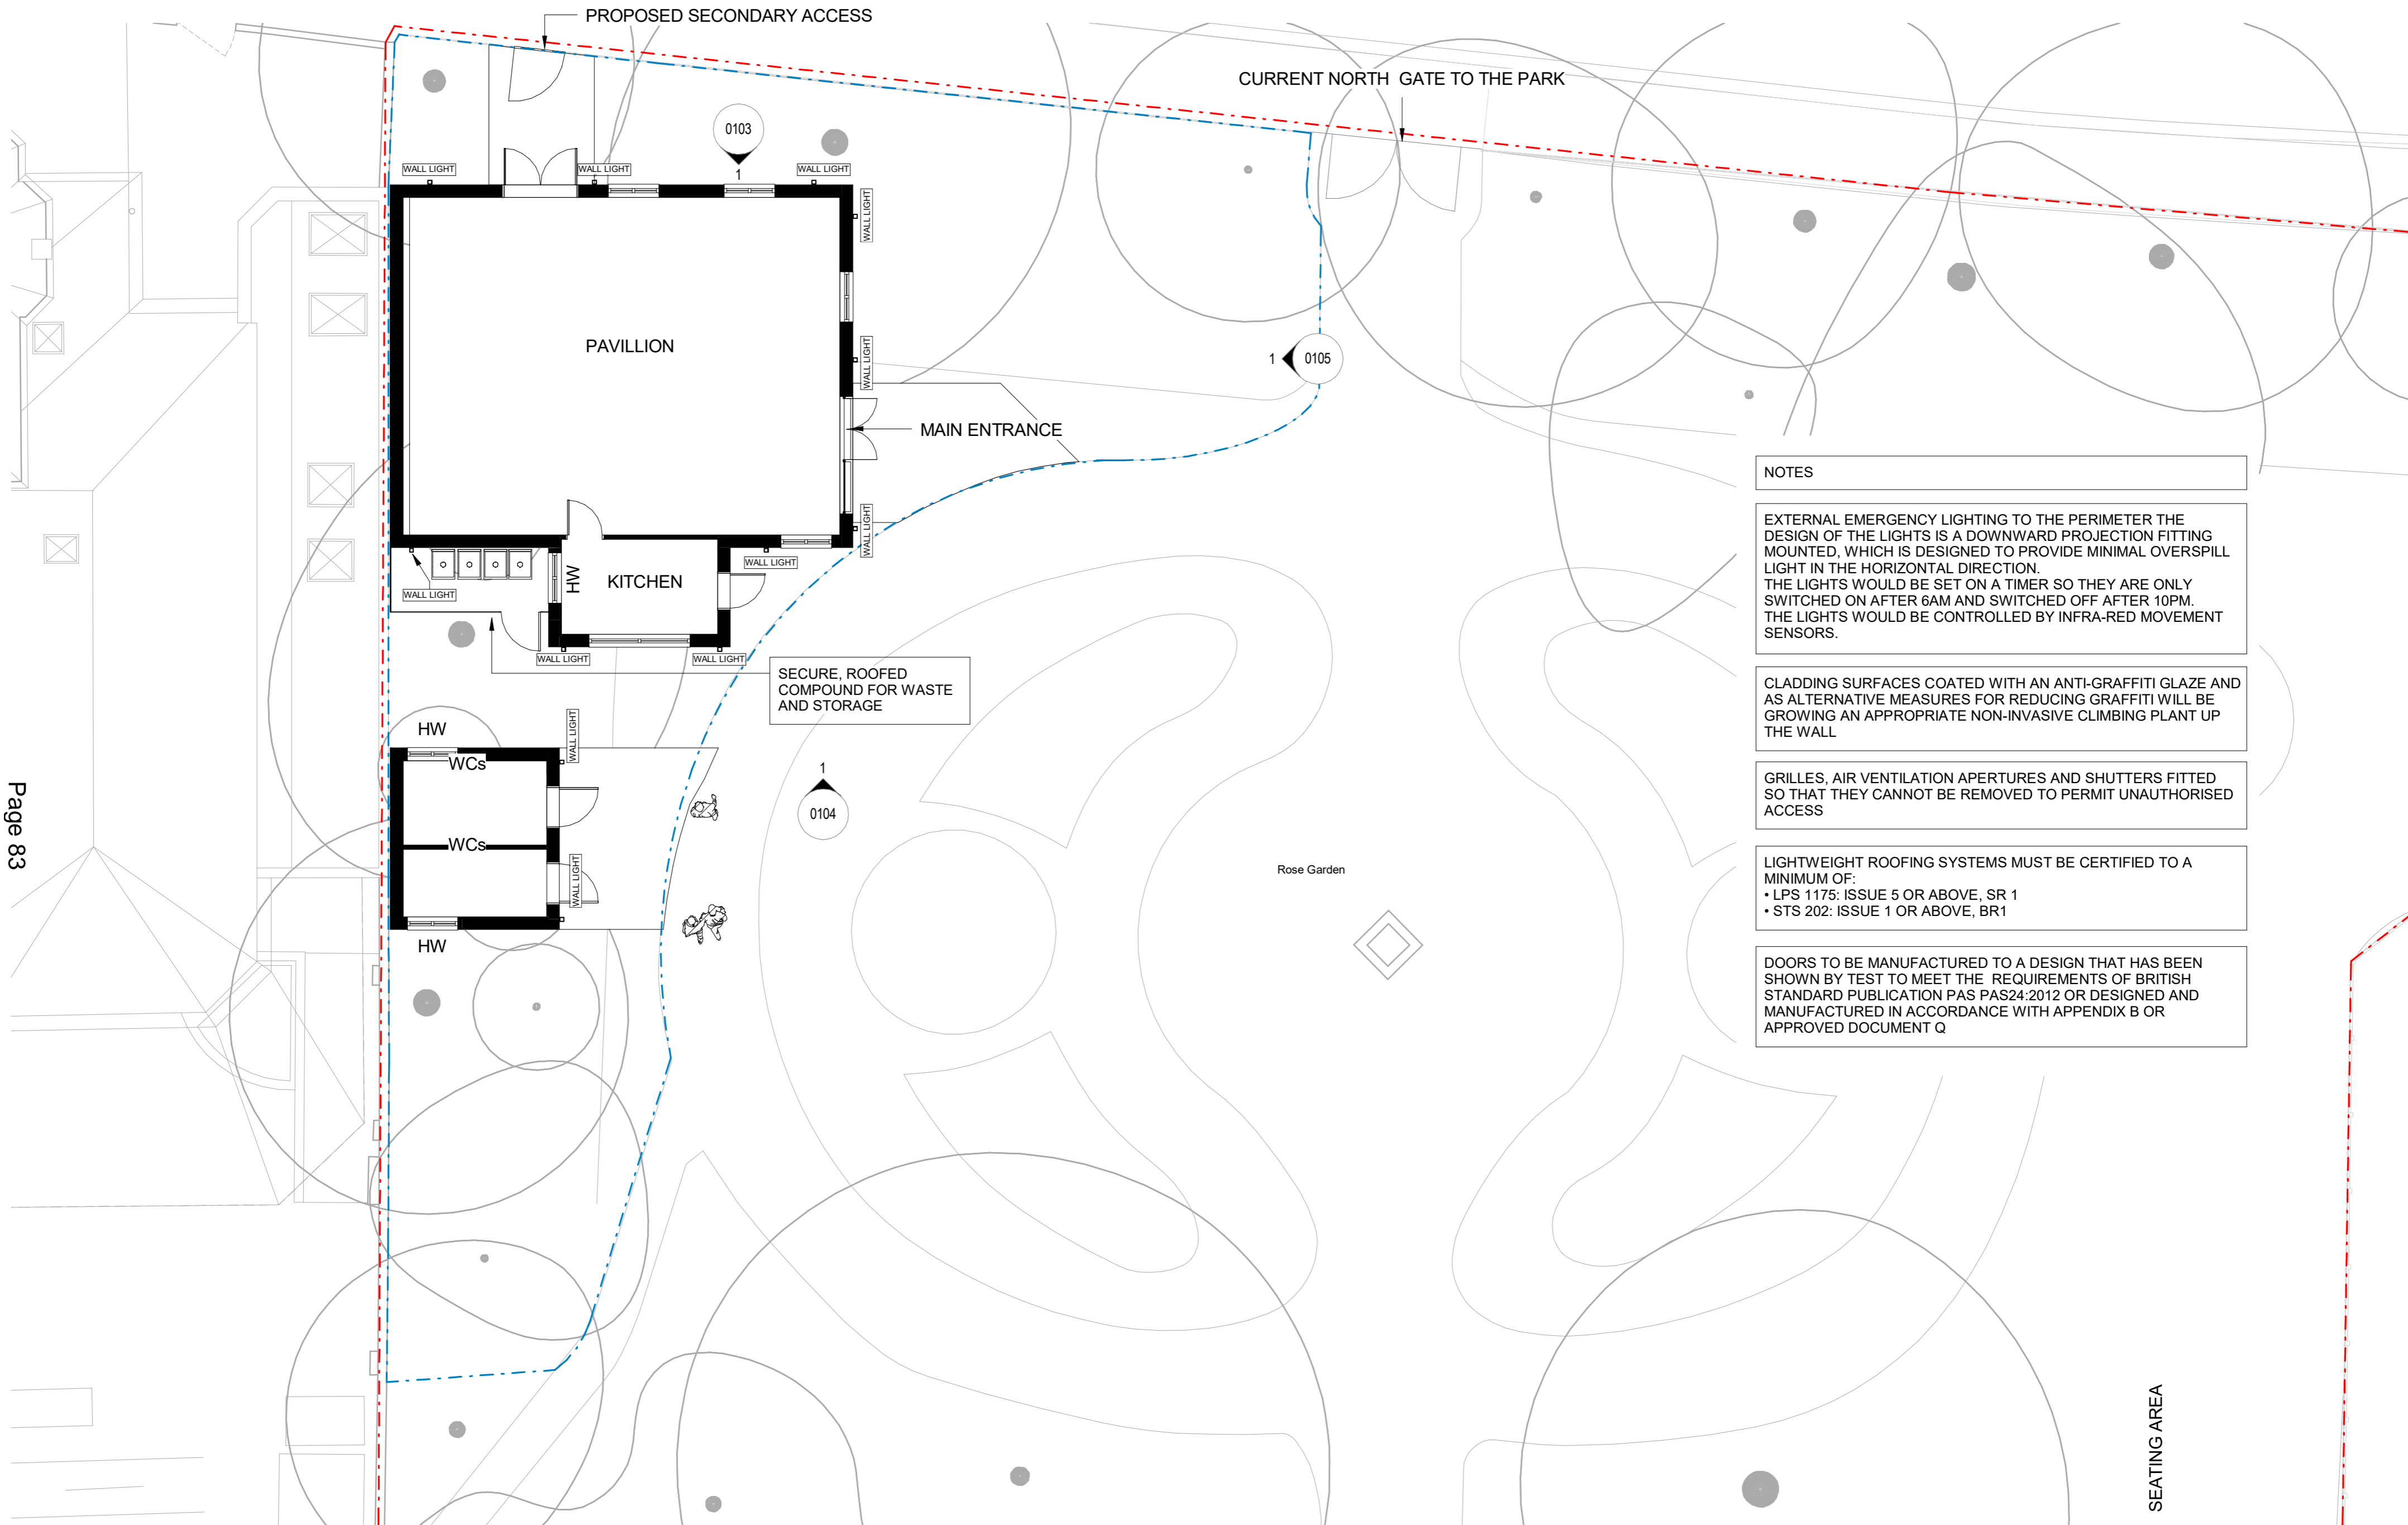 PROPOSED SECONDARY ACCESS
CURRENT NORTH GATE TO THE PARK
0103
1
WALL LIGHT
WALL LIGHT
WALL LIGHT
WALL LIGHT
PAVILLION
WALL LIGHT
1
0105
MAIN ENTRANCE
WALL LIGHT
WALL LIGHT
WALL LIGHT
HW
KITCHEN
WALL LIGHT
WALL LIGHT
SECURE, ROOFED
COMPOUND FOR WASTE
AND STORAGE
HW
WALL LIGHT
WCs
1
0104
WCs
WALL LIGHT
HW
Rose Garden
Page 83
NOTES
EXTERNAL EMERGENCY LIGHTING TO THE PERIMETER THE
DESIGN OF THE LIGHTS IS A DOWNWARD PROJECTION FITTING
MOUNTED, WHICH IS DESIGNED TO PROVIDE MINIMAL OVERSPILL
LIGHT IN THE HORIZONTAL DIRECTION.
THE LIGHTS WOULD BE SET ON A TIMER SO THEY ARE ONLY
SWITCHED ON AFTER 6AM AND SWITCHED OFF AFTER 10PM.
THE LIGHTS WOULD BE CONTROLLED BY INFRA-RED MOVEMENT
SENSORS.
CLADDING SURFACES COATED WITH AN ANTI-GRAFFITI GLAZE AND
AS ALTERNATIVE MEASURES FOR REDUCING GRAFFITI WILL BE
GROWING AN APPROPRIATE NON-INVASIVE CLIMBING PLANT UP
THE WALL
GRILLES, AIR VENTILATION APERTURES AND SHUTTERS FITTED
SO THAT THEY CANNOT BE REMOVED TO PERMIT UNAUTHORISED
ACCESS
LIGHTWEIGHT ROOFING SYSTEMS MUST BE CERTIFIED TO A
MINIMUM OF:
• LPS 1175: ISSUE 5 OR ABOVE, SR 1
• STS 202: ISSUE 1 OR ABOVE, BR1
DOORS TO BE MANUFACTURED TO A DESIGN THAT HAS BEEN
SHOWN BY TEST TO MEET THE REQUIREMENTS OF BRITISH
STANDARD PUBLICATION PAS PAS24:2012 OR DESIGNED AND
MANUFACTURED IN ACCORDANCE WITH APPENDIX B OR
APPROVED DOCUMENT Q
SEATING AREA